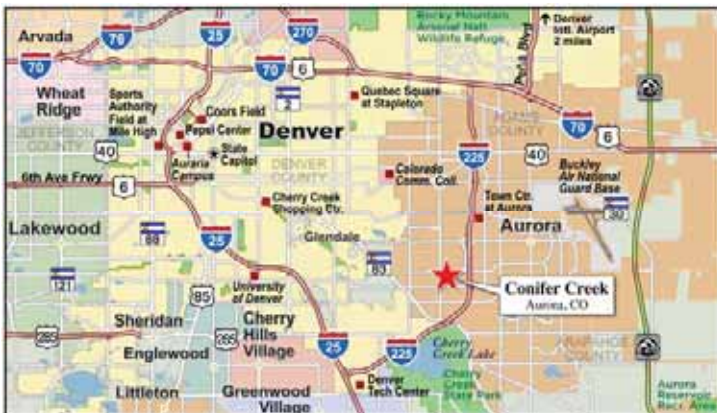 Arvada
76
25
270
Rocky Mountain
Arsenal Natl
Wildlife Refuge
Peña Blvd
Denver
Intl. Airport
2 miles
70
70
6
Wheat
Ridge
Sports
Authority
Field at
Mile High
Coors Field
Pepsi Center
2
Quebec Square
at Stapleton
JEFFERSON
COUNTY
Denver
ADAMS
COUNTY
70
6
40
Auraria
Campus
State
Capitol
DENVER
COUNTY
225
40
Buckley
Air National
Guard Base
6th Ave Frwy
6
Colorado
Comm. Coll.
Cherry Creek
Shopping Ctr.
Town Ctr.
at Aurora
30
Lakewood
88
25
Glendale
Aurora
83
121
University
of Denver
Conifer Creek
Aurora, CO
85
Sheridan
Cherry
Hills
Village
285
285
25
225
Cherry
Creek Lake
ARAPAHOE
COUNTY
Englewood
Littleton
Greenwood
Village
Denver
Tech Center
Cherry
Creek
State Park
Aurora
Reservoir
Recr. Area